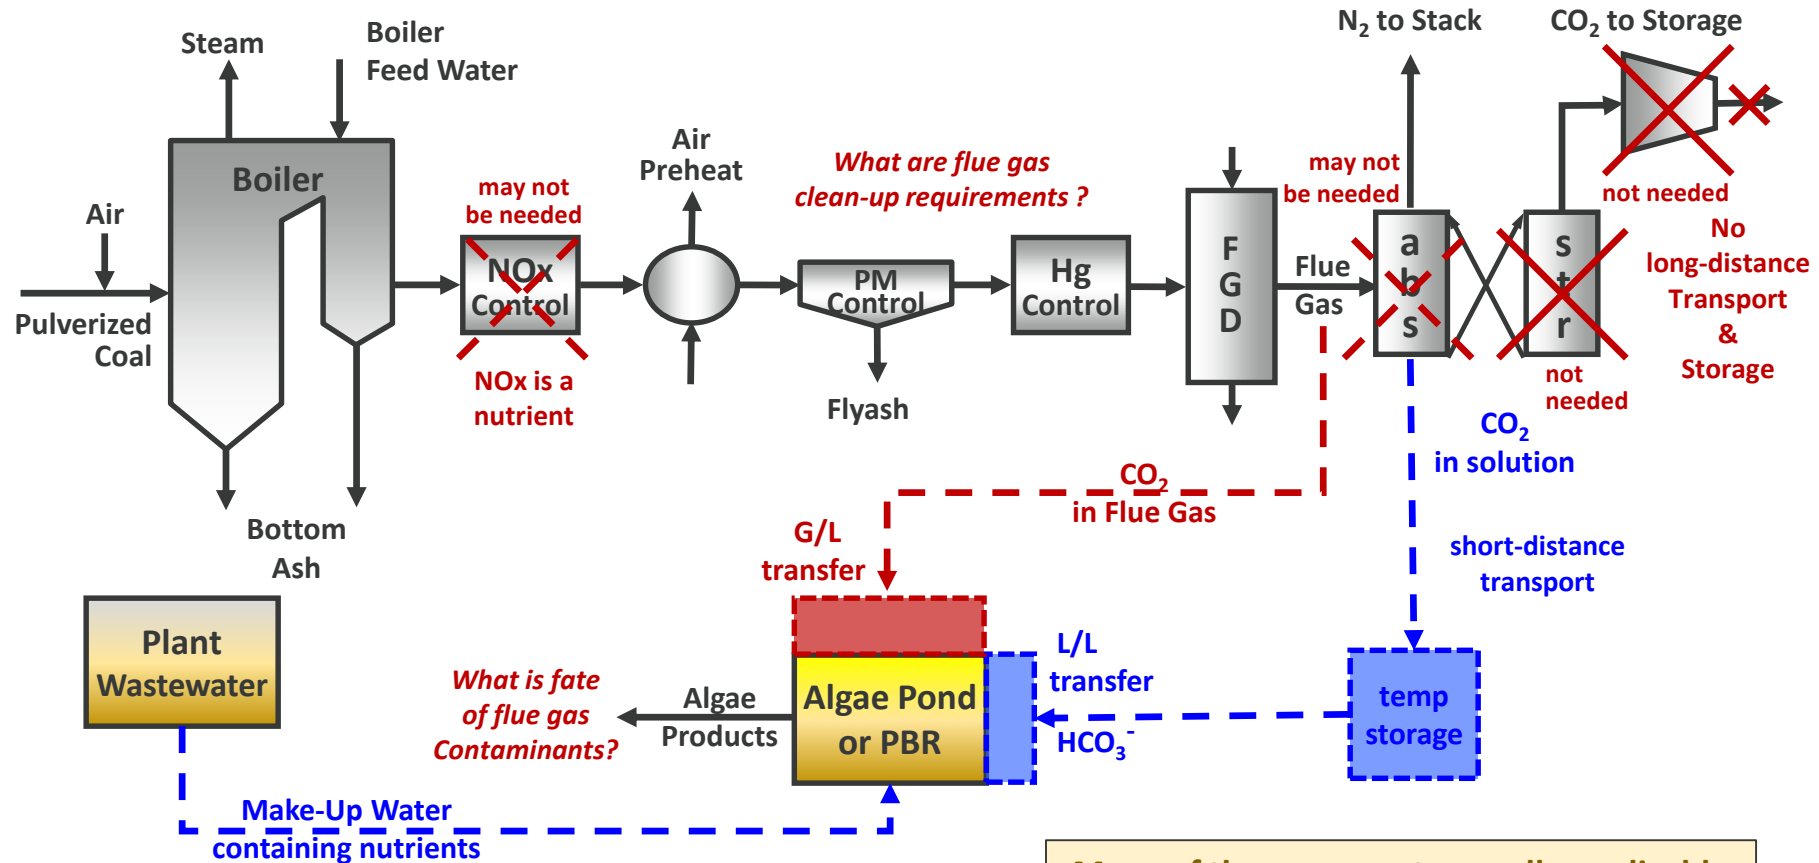 Steam
Boiler
Feed Water
N₂ to Stack
CO₂ to Storage
Air
Preheat
What are flue gas
clean-up requirements ?
may not
be needed
may not
be needed
not needed
Boiler
Air
Pulverized
Coal
NOx
Control
NOx is a
nutrient
PM
Control
Flyash
Hg
Control
F
G
D
Flue
Gas
a
b
s
s
t
r
not
needed
No
long-distance
Transport
&
Storage
CO₂
in solution
CO₂
in Flue Gas
Bottom
Ash
G/L
transfer
short-distance
transport
Plant
Wastewater
What is fate
of flue gas
Contaminants?
Algae
Products
Algae Pond
or PBR
L/L
transfer
HCO₃⁻
temp
storage
Make-Up Water
containing nutrients